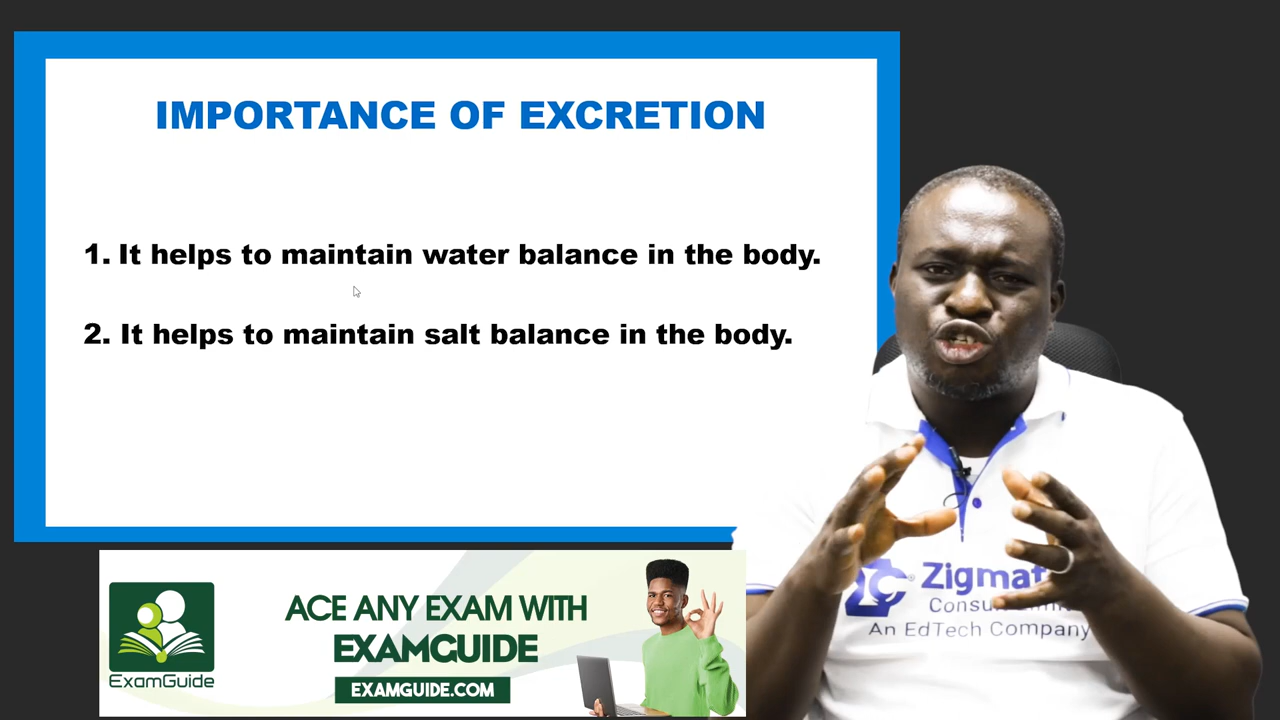 IMPORTANCE OF EXCRETION
1. It helps to maintain water balance in the body.
2. It helps to maintain salt balance in the body.
ExamGuide
ACE ANY EXAM WITH
EXAMGUIDE
EXAMGUIDE.COM
An EdTech Company